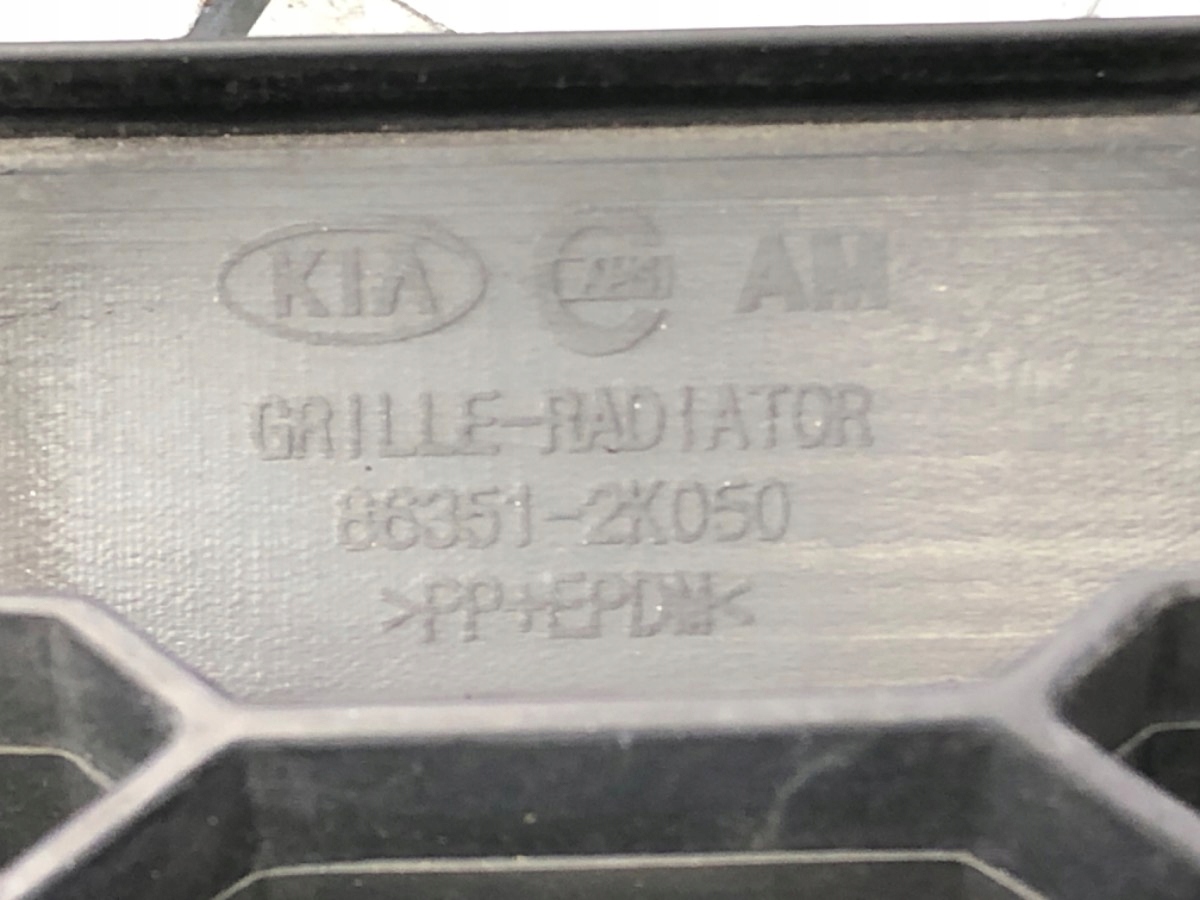 KIA AM
GRILLE-RADIATOR
86351-2K050
>PP+EPDM<